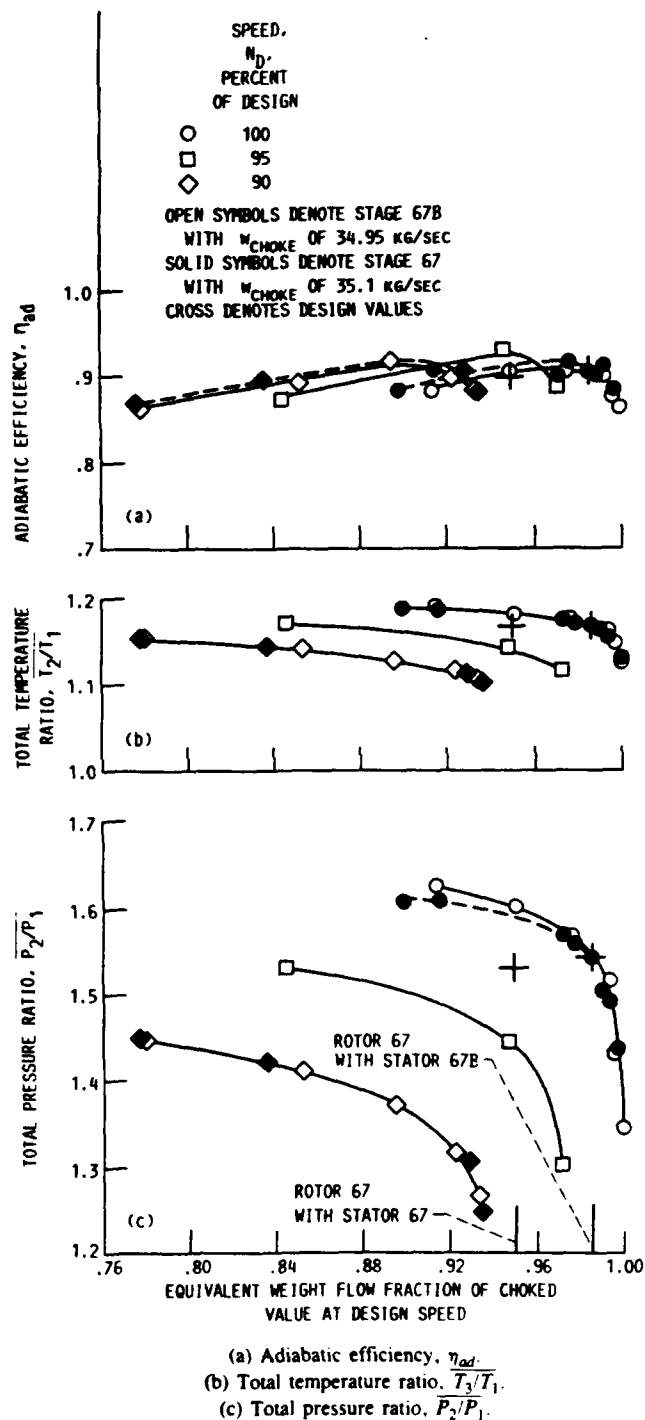 SPEED,
N_D,
PERCENT
OF DESIGN
○ 100
□ 95
◇ 90
OPEN SYMBOLS DENOTE STAGE 67B
WITH w_CHOKE OF 34.95 KG/SEC
SOLID SYMBOLS DENOTE STAGE 67
WITH w_CHOKE OF 35.1 KG/SEC
CROSS DENOTES DESIGN VALUES
ADIABATIC EFFICIENCY, η_ad
1.0
.9
.8
.7
(a)
TOTAL TEMPERATURE
RATIO, T_2/T_1
1.2
1.1
1.0
(b)
TOTAL PRESSURE RATIO, P_2/P_1
1.7
1.6
1.5
1.4
1.3
1.2
ROTOR 67
WITH STATOR 67B
ROTOR 67
WITH STATOR 67
(c)
.76 .80 .84 .88 .92 .96 1.00
EQUIVALENT WEIGHT FLOW FRACTION OF CHOKED
VALUE AT DESIGN SPEED
(a) Adiabatic efficiency, η_ad.
(b) Total temperature ratio, T_3/T_1.
(c) Total pressure ratio, P_2/P_1.